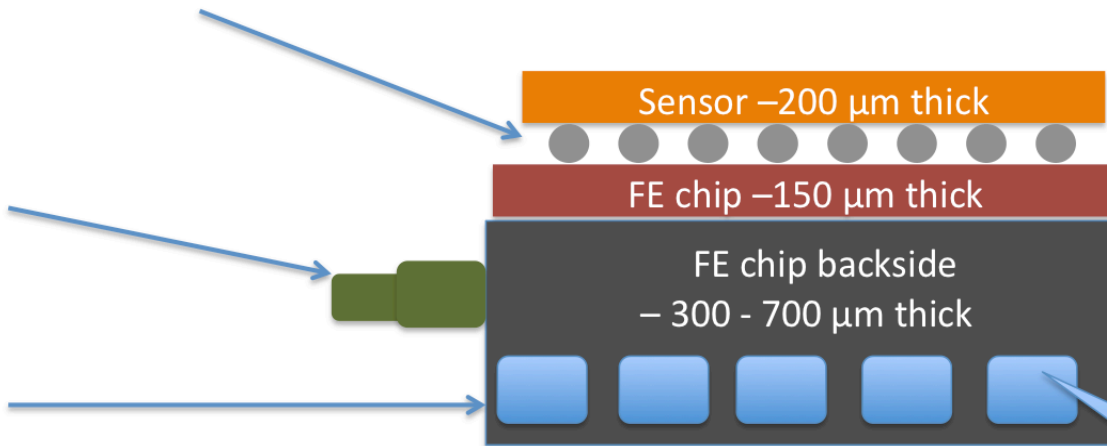 Sensor –200 μm thick
FE chip –150 μm thick
FE chip backside
– 300 - 700 μm thick